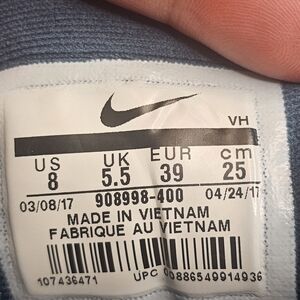 VH
US UK EUR cm
8 5.5 39 25
03/08/17 908998-400 04/24/17
MADE IN VIETNAM
FABRIQUE AU VIETNAM
107436471 UPC 00886549914936